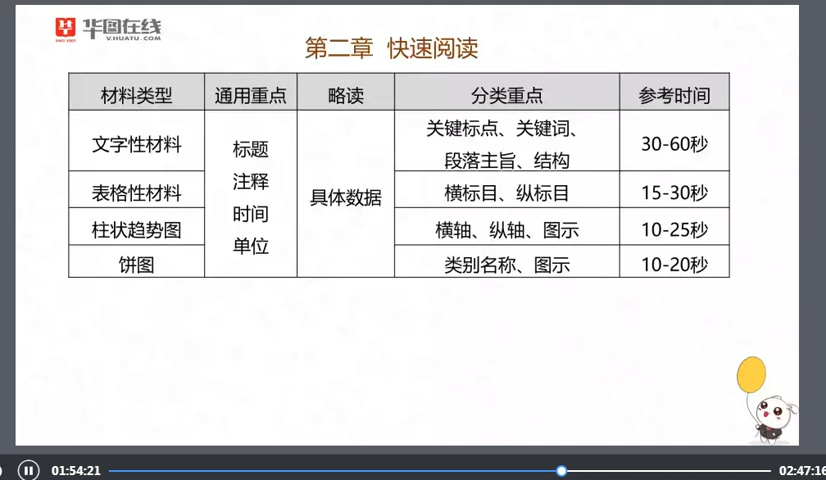 华图在线
V.HUATU.COM
第二章 快速阅读
材料类型 通用重点 略读 分类重点 参考时间
文字性材料 关键标点、关键词、
段落主旨、结构 30-60秒
标题
注释
时间
单位
具体数据
表格性材料 横标目、纵标目 15-30秒
柱状趋势图 横轴、纵轴、图示 10-25秒
饼图 类别名称、图示 10-20秒
01:54:21 02:47:16